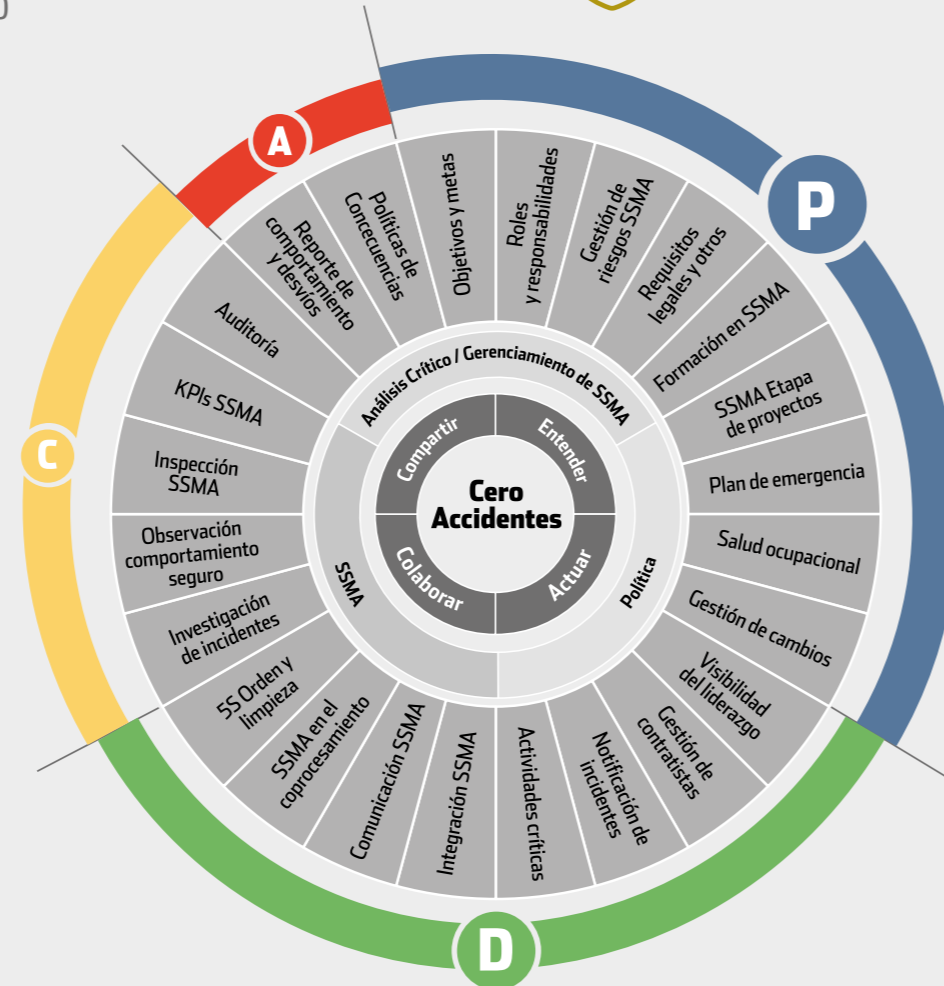 A
P
C
D
Objetivos y metas
Roles
y responsabilidades
Gestión de
riesgos SSMA
Requisitos
legales y otros
Formación en SSMA
SSMA Etapa
de proyectos
Plan de emergencia
Salud ocupacional
Gestión de cambios
Visibilidad
del liderazgo
Gestión de
contratistas
Notificación de
incidentes
Actividades críticas
Integración SSMA
Comunicación SSMA
SSMA en el
coprocesamiento
5S Orden y
limpieza
Investigación
de incidentes
Observación
comportamiento
seguro
Inspección
SSMA
KPIs SSMA
Auditoría
Reporte de
comportamiento
y desvíos
Políticas de
Concecuencias
Análisis Crítico / Gerenciamiento de SSMA
Política
SSMA
Compartir
Entender
Actuar
Colaborar
Cero
Accidentes